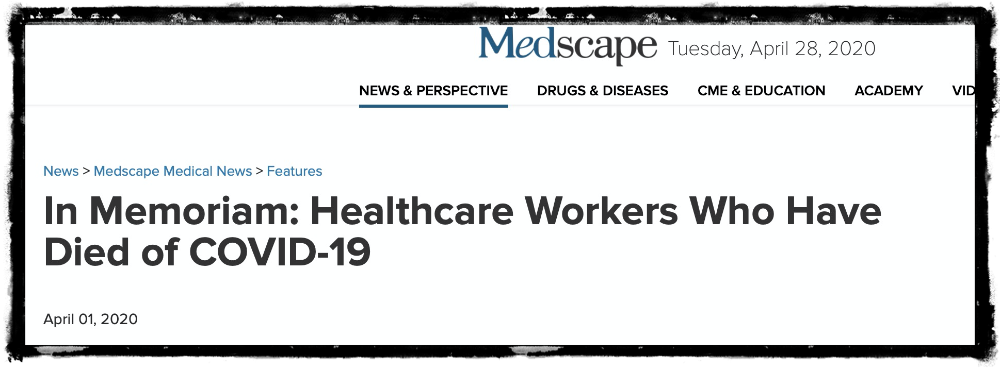 Medscape Tuesday, April 28, 2020
NEWS & PERSPECTIVE DRUGS & DISEASES CME & EDUCATION ACADEMY VID
News > Medscape Medical News > Features
In Memoriam: Healthcare Workers Who Have
Died of COVID-19
April 01, 2020